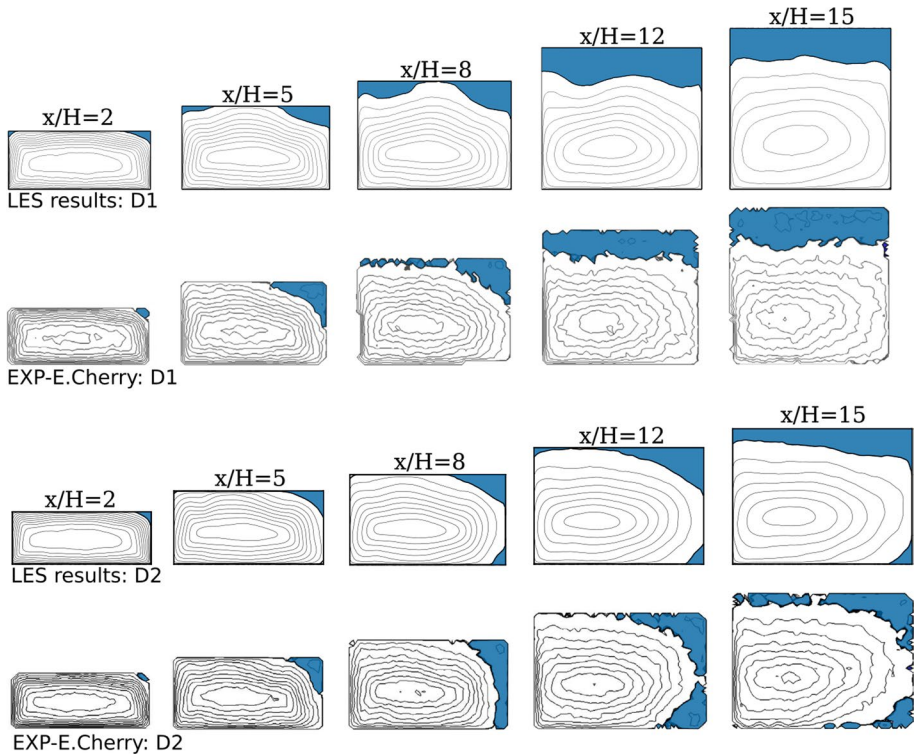 x/H=2
x/H=5
x/H=8
x/H=12
x/H=15
LES results: D1
EXP-E.Cherry: D1
x/H=2
x/H=5
x/H=8
x/H=12
x/H=15
LES results: D2
EXP-E.Cherry: D2